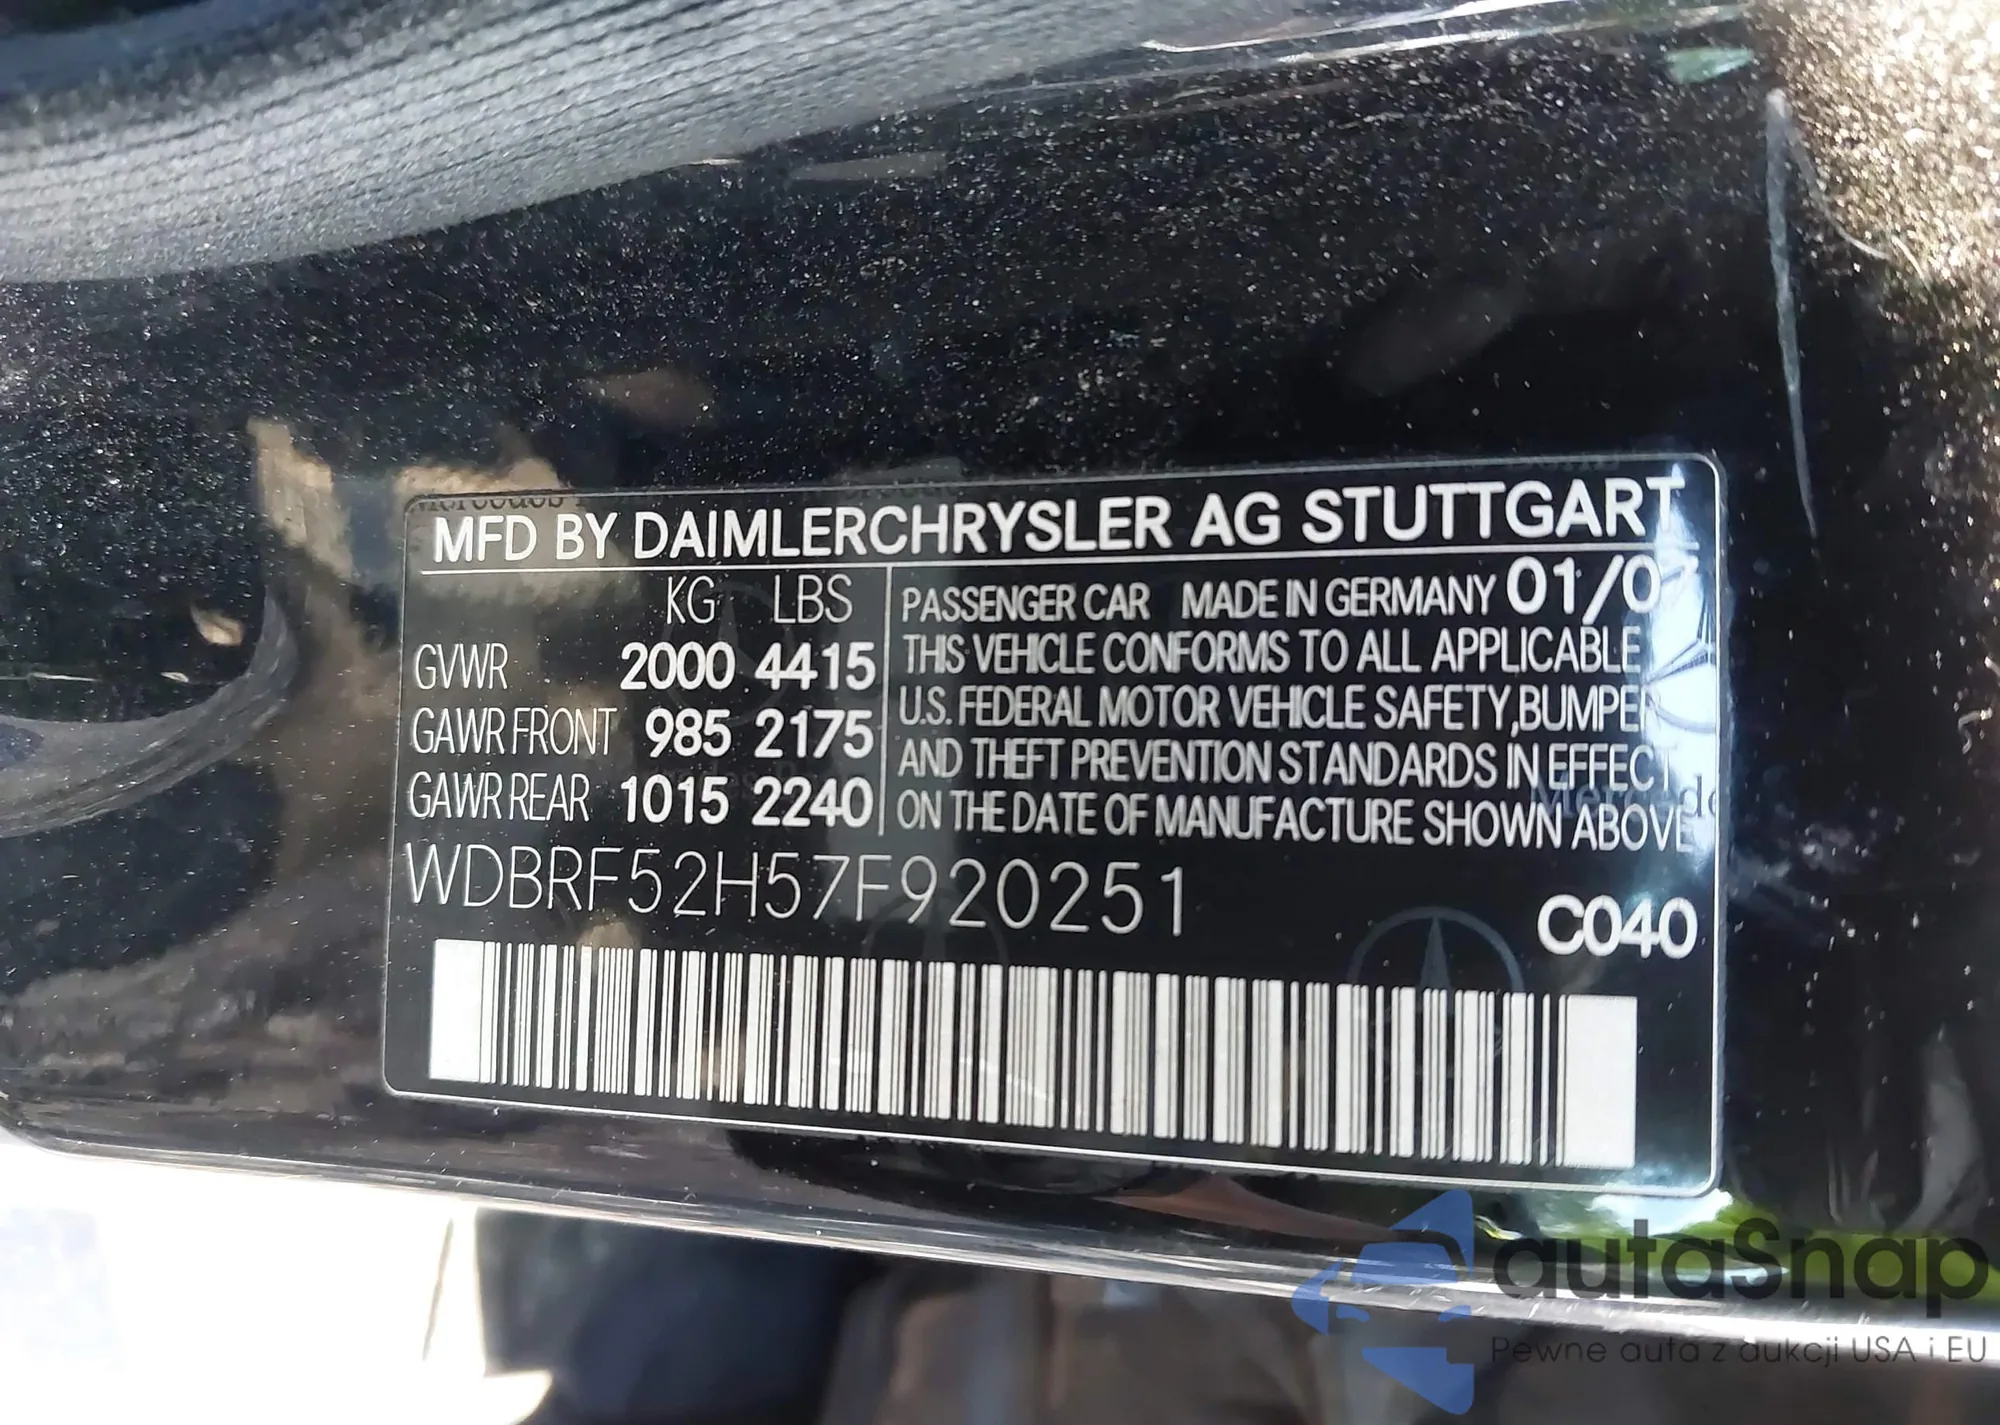 MFD BY DAIMLERCHRYSLER AG STUTTGART
KG LBS
GVWR 2000 4415
GAWR FRONT 985 2175
GAWR REAR 1015 2240
PASSENGER CAR MADE IN GERMANY 01/07
THIS VEHICLE CONFORMS TO ALL APPLICABLE
U.S. FEDERAL MOTOR VEHICLE SAFETY, BUMPER
AND THEFT PREVENTION STANDARDS IN EFFECT
ON THE DATE OF MANUFACTURE SHOWN ABOVE
WDBRF52H57F920251
C040
autaSnap
Pewne auta z aukcji USA i EU